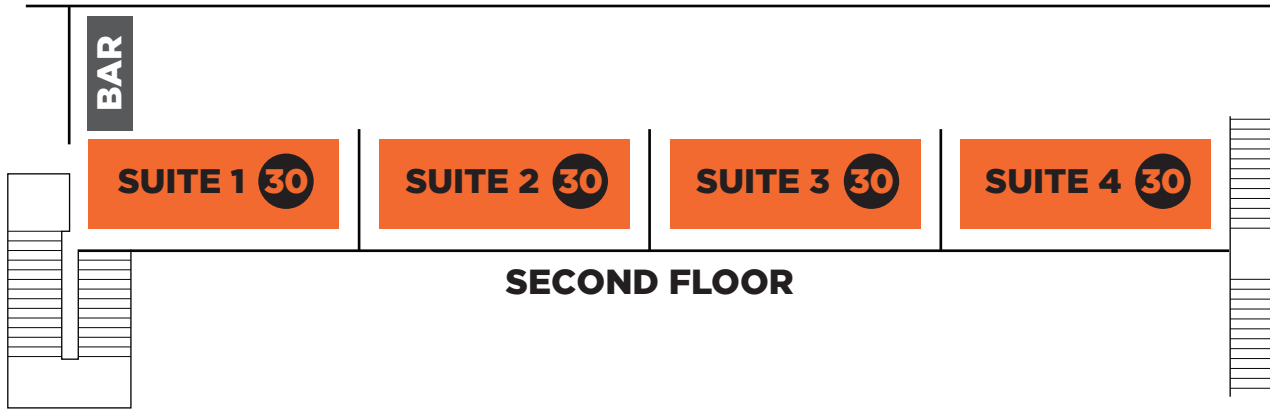 BAR
SUITE 1 30
SUITE 2 30
SUITE 3 30
SUITE 4 30
SECOND FLOOR